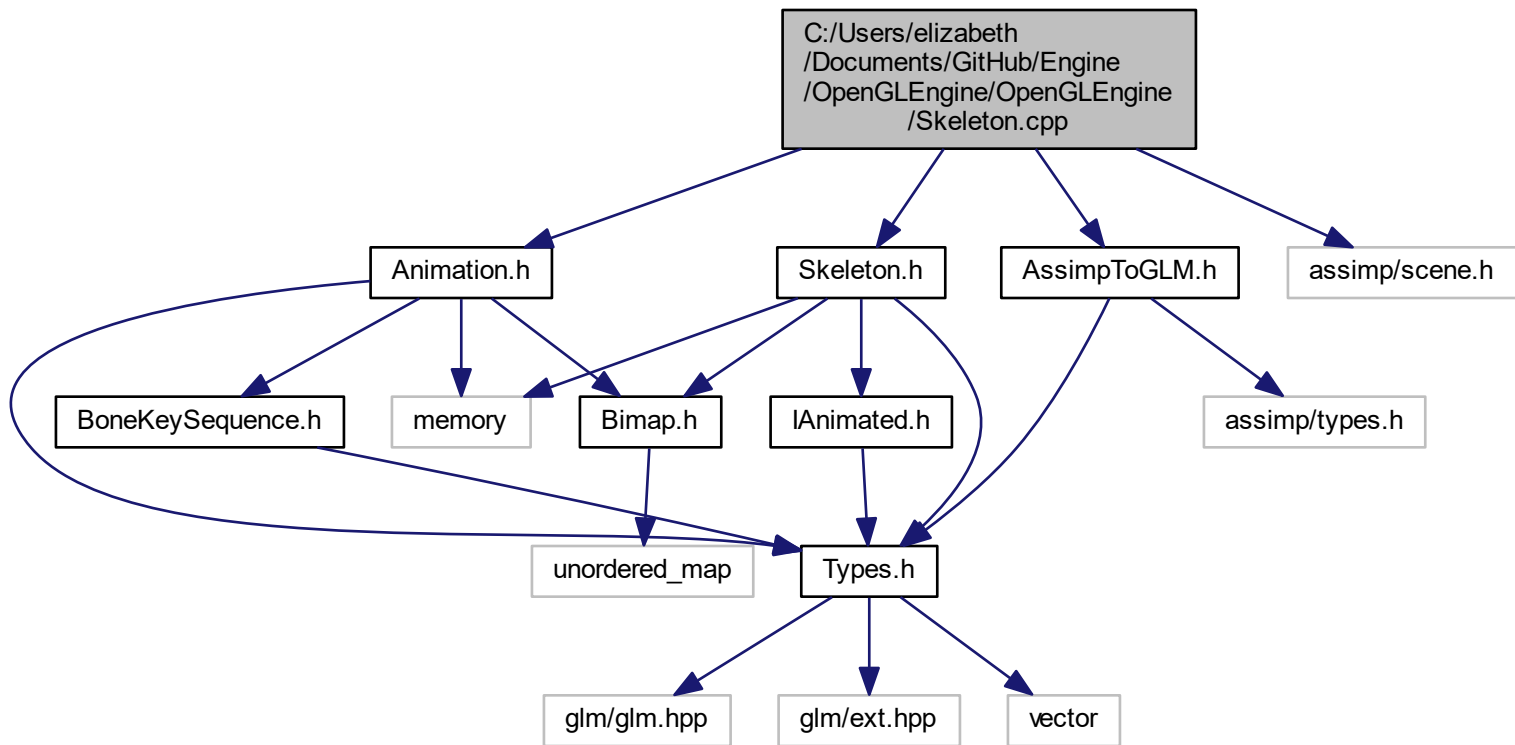 C:/Users/elizabeth
/Documents/GitHub/Engine
/OpenGLEngine/OpenGLEngine
/Skeleton.cpp
Animation.h
Skeleton.h
AssimpToGLM.h
assimp/scene.h
BoneKeySequence.h
memory
Bimap.h
IAnimated.h
assimp/types.h
unordered_map
Types.h
glm/glm.hpp
glm/ext.hpp
vector